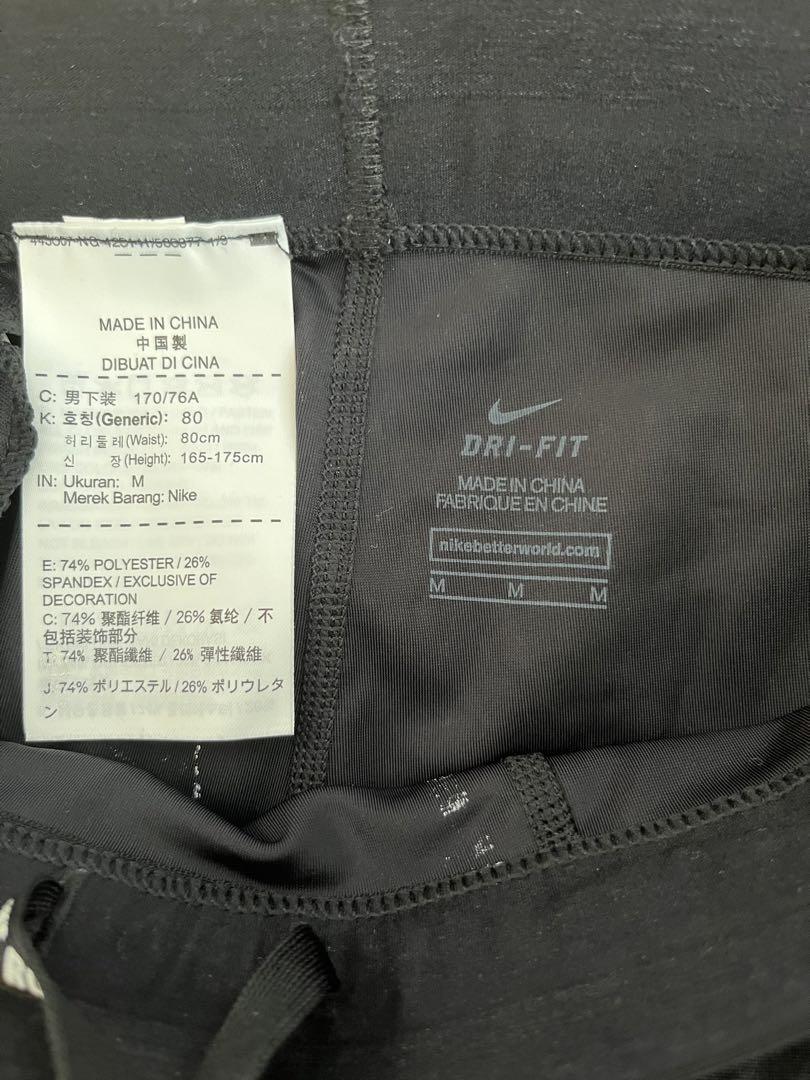 MADE IN CHINA
中国製
DIBUAT DI CINA
C: 男下装 170/76A
K: 호칭(Generic): 80
허리둘레(Waist): 80cm
신 장(Height): 165-175cm
IN: Ukuran: M
Merek Barang: Nike
E: 74% POLYESTER / 26%
SPANDEX / EXCLUSIVE OF
DECORATION
C: 74% 聚酯纤维 / 26% 氨纶 / 不
包括装饰部分
T: 74% 聚酯纖維 / 26% 彈性纖維
J: 74% ポリエステル / 26% ポリウレタ
ン
DRI-FIT
MADE IN CHINA
FABRIQUE EN CHINE
nikebetterworld.com
M M M